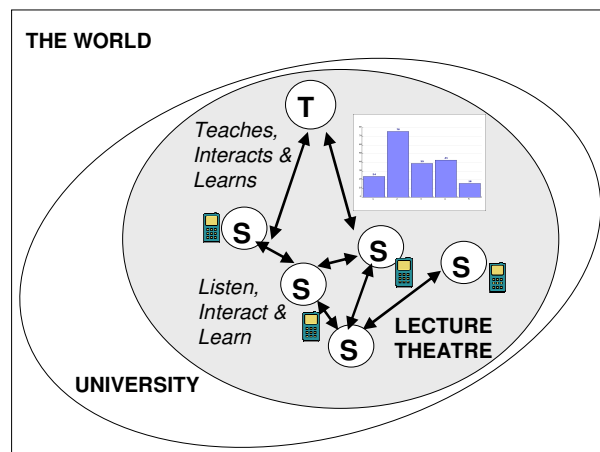 THE WORLD
T
Teaches,
Interacts &
Learns
S
S
S
S
Listen,
Interact &
Learn
S
LECTURE
THEATRE
UNIVERSITY